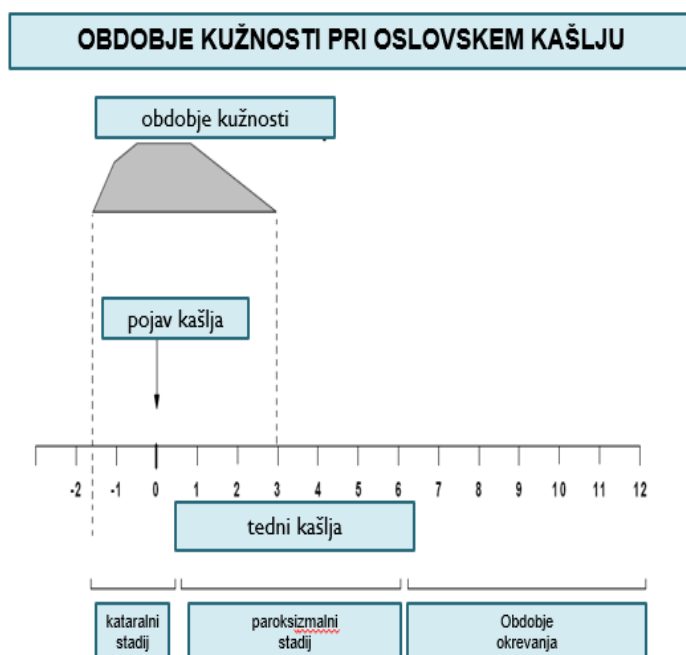 OBDOBJE KUŽNOSTI PRI OSLOVSKEM KAŠLJU
obdobje kužnosti
pojav kašlja
-2 -1 0 1 2 3 4 5 6 7 8 9 10 11 12
tedni kašlja
kataralni
stadij
paroksizmalni
stadij
Obdobje
okrevanja